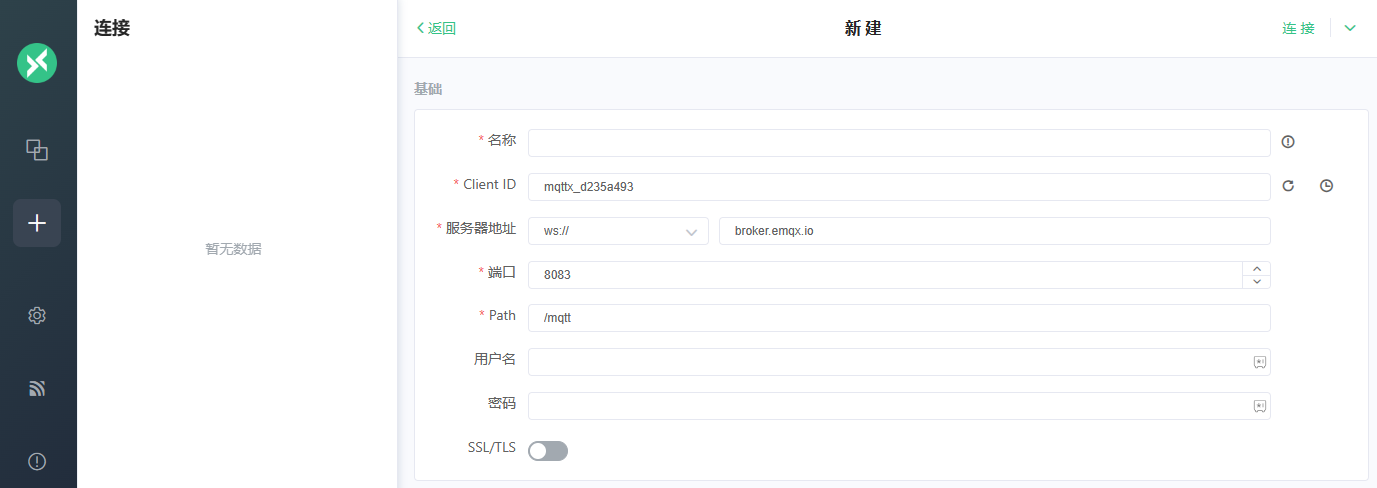 连接
暂无数据
返回
新建
连接
基础
* 名称
* Client ID
mqttx_d235a493
* 服务器地址
ws://
broker.emqx.io
* 端口
8083
* Path
/mqtt
用户名
密码
SSL/TLS